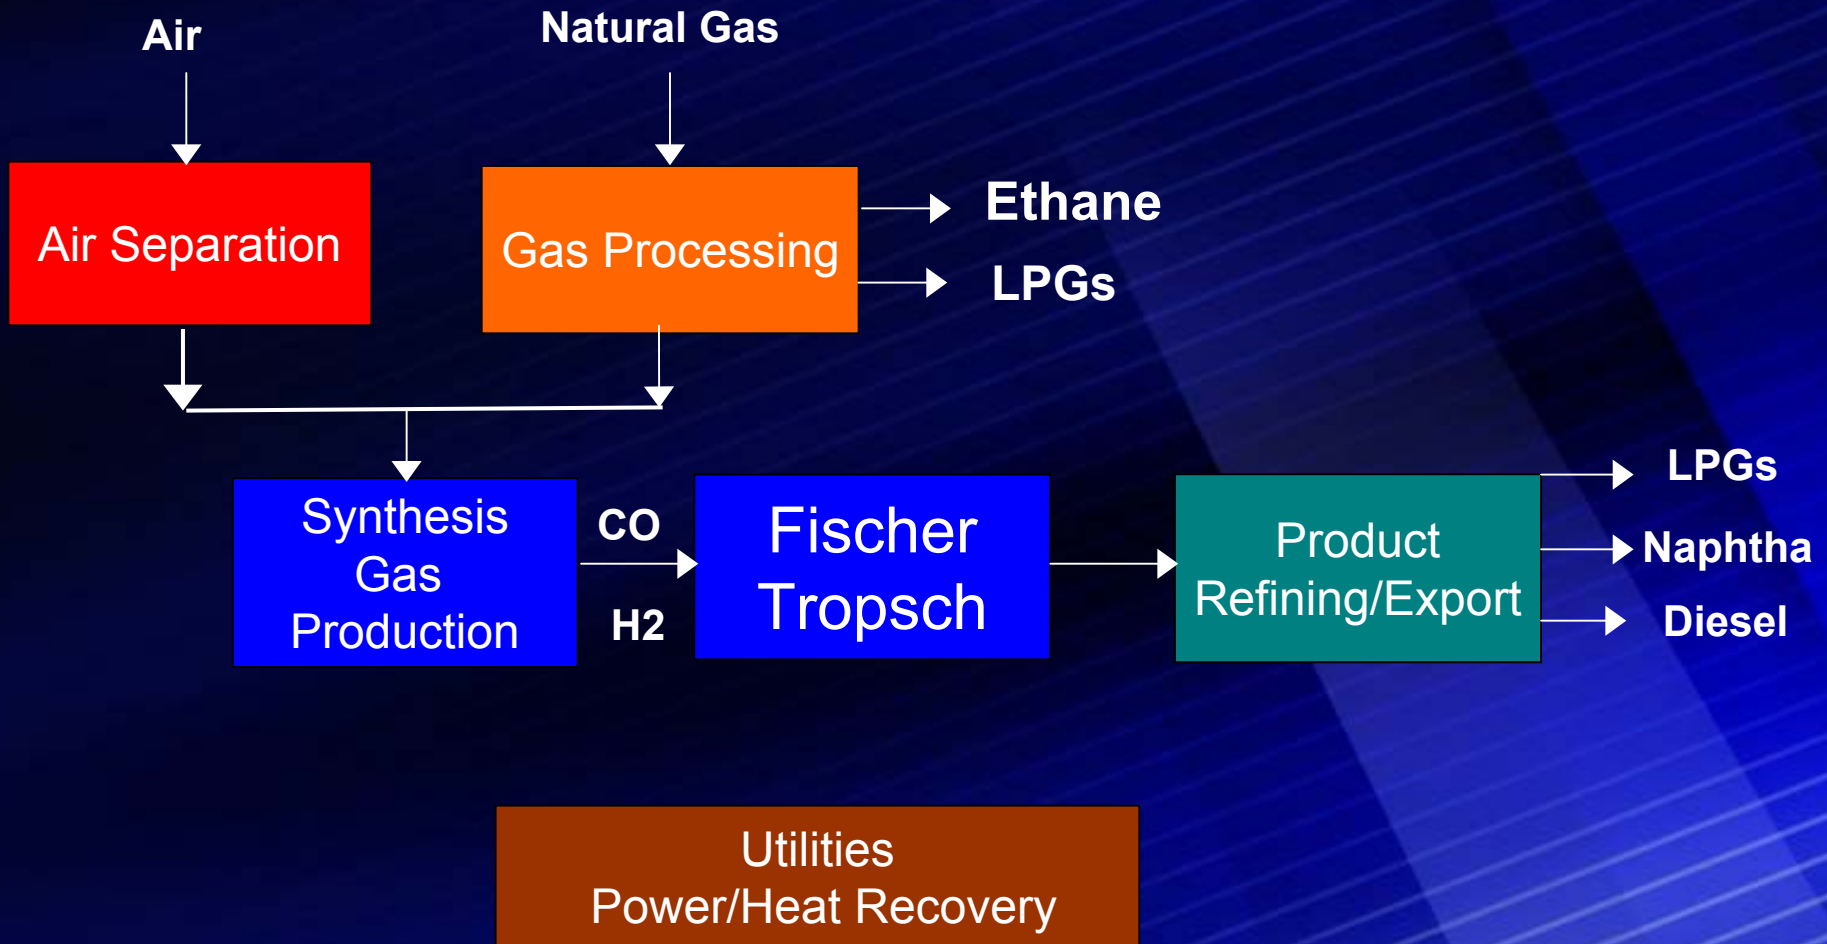 Air
Natural Gas
Air Separation
Gas Processing
Ethane
LPGs
Synthesis
Gas
Production
CO
H2
Fischer
Tropsch
Product
Refining/Export
LPGs
Naphtha
Diesel
Utilities
Power/Heat Recovery